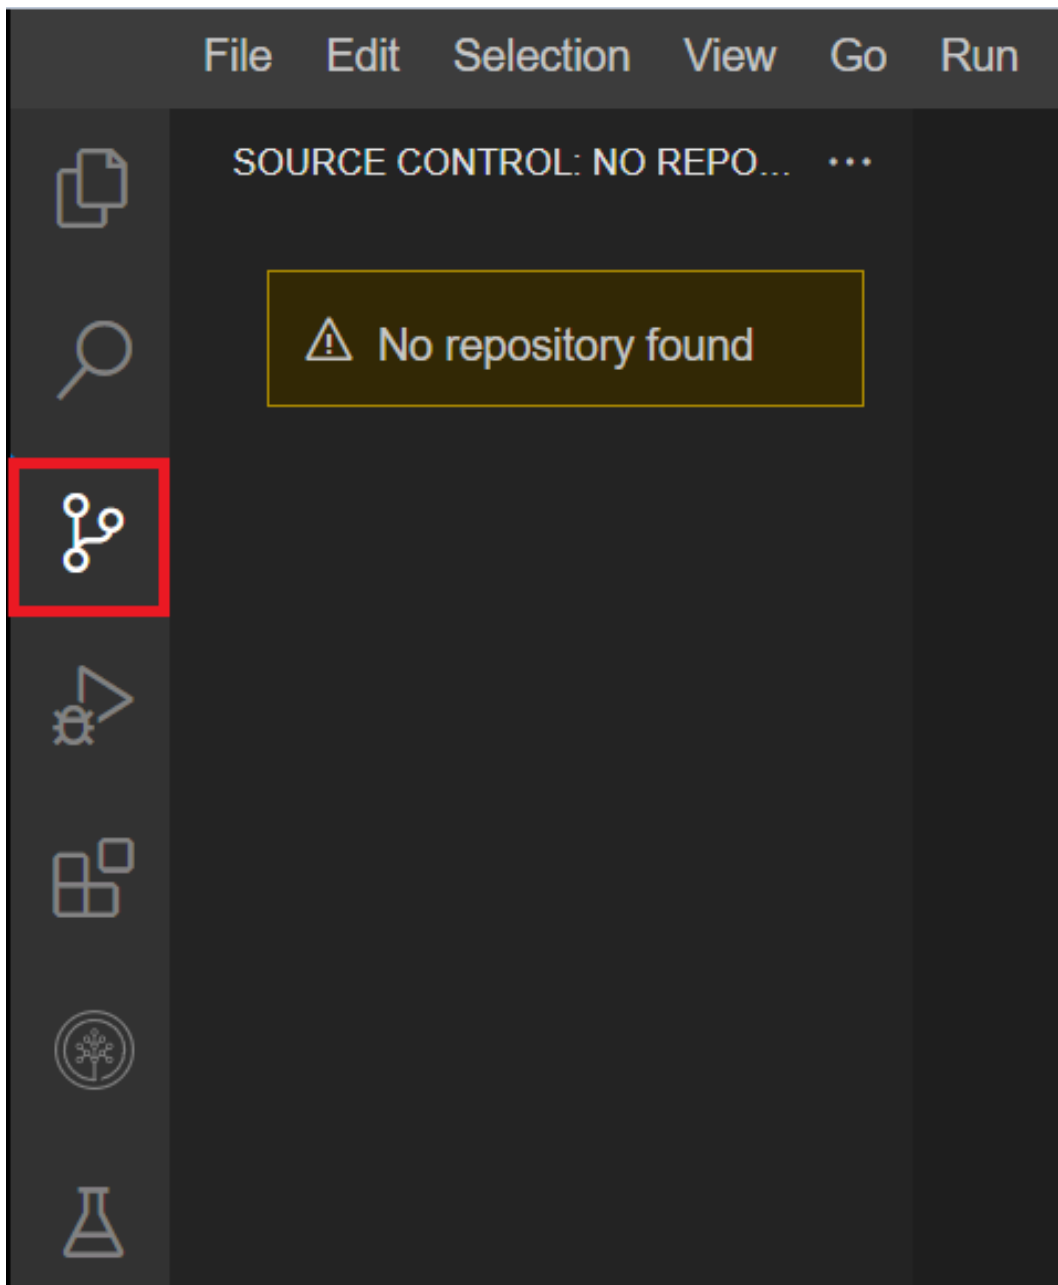 File Edit Selection View Go Run
SOURCE CONTROL: NO REPO... ...
No repository found